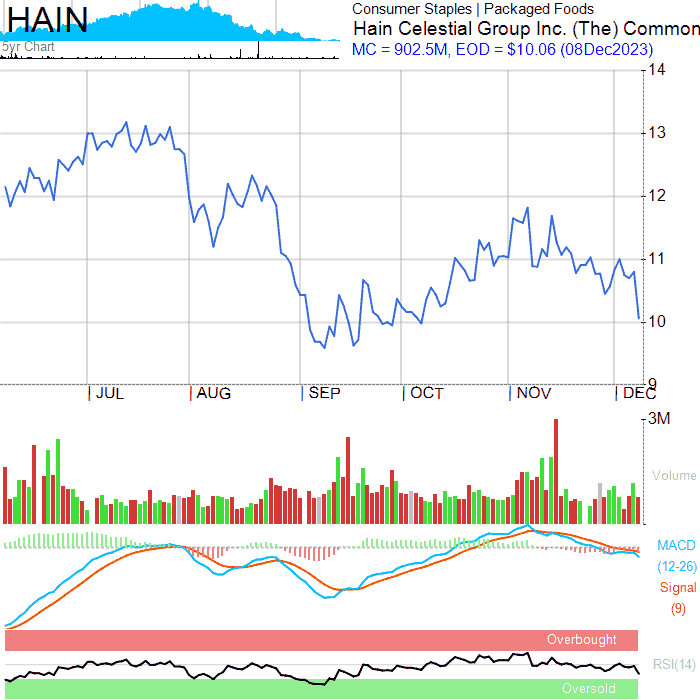 HAIN
5yr Chart
Consumer Staples | Packaged Foods
Hain Celestial Group Inc. (The) Common
MC = 902.5M, EOD = $10.06 (08Dec2023)
14
13
12
11
10
9
JUL AUG SEP OCT NOV DEC
3M
Volume
MACD
(12-26)
Signal
(9)
Overbought
RSI(14)
Oversold